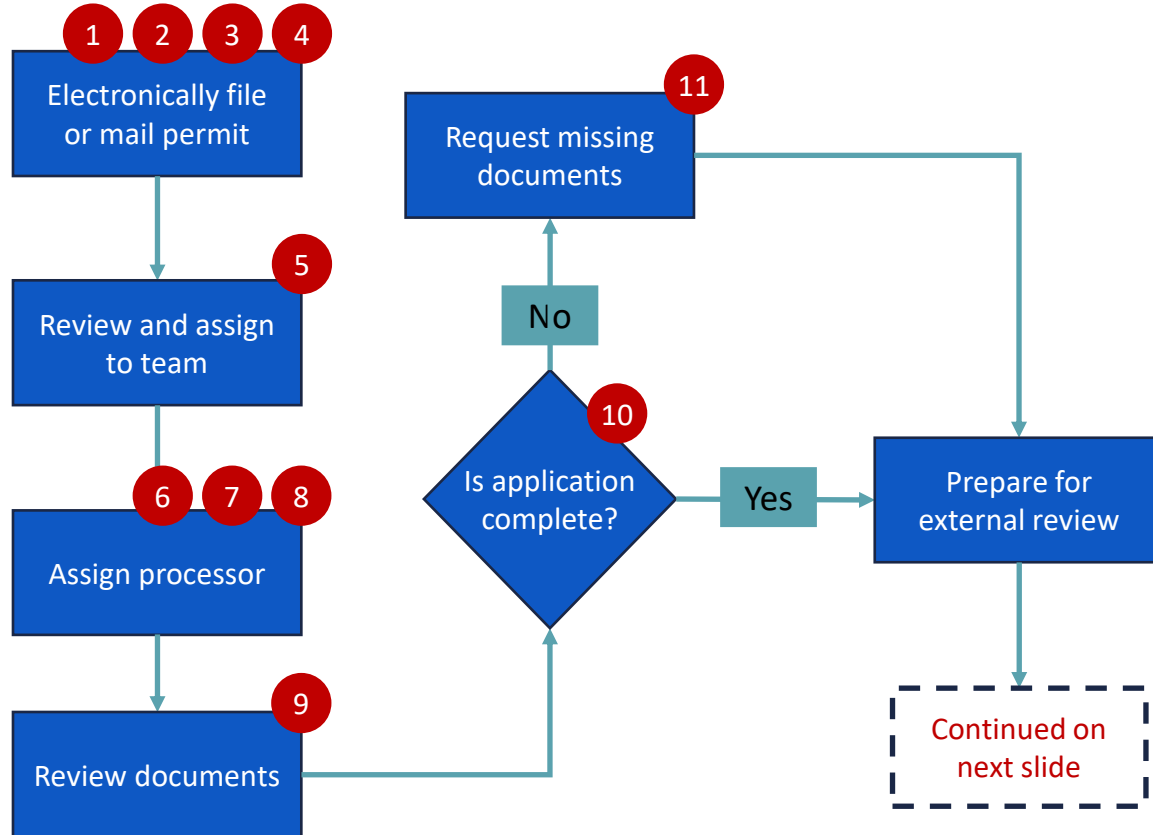 1 2 3 4
Electronically file
or mail permit
5
Review and assign
to team
6 7 8
Assign processor
9
Review documents
10
Is application
complete?
No
11
Request missing
documents
Yes
Prepare for
external review
Continued on
next slide